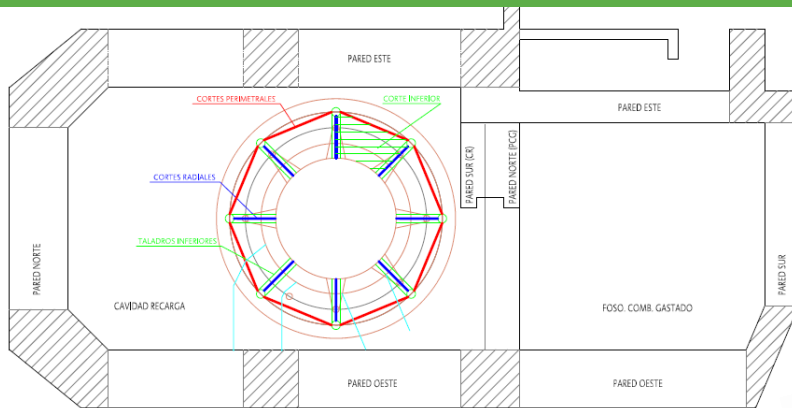 PARED ESTE
CORTES PERIMETRALES
CORTE INFERIOR
PARED ESTE
PARED SUR (CR)
PARED NORTE (PCG)
CORTES RADIALES
TALADROS INFERIORES
PARED NORTE
PARED SUR
CAVIDAD RECARGA
FOSO. COMB. GASTADO
PARED OESTE
PARED OESTE